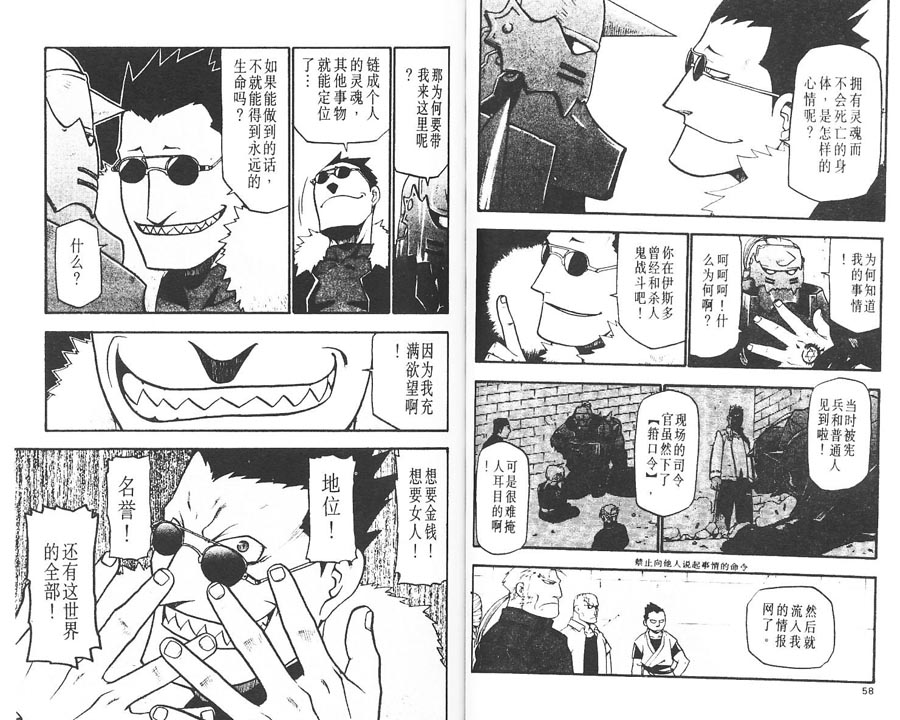 拥有灵魂而
不会死亡的身
体，是怎样的
心情呢？
为何知道
我的事情
！
呵呵呵！什
么为何啊？
你在伊斯多
曾经和杀人
鬼战斗吧！
当时被宪
兵和普通人
见到啦！
现场的司令
官虽然下了
【箝口令】，
可是很难掩
人耳目的啊
！
禁止向他人说起事情的命令
然后就
流入我
的情报
网了。
58
那为何要带
我来这里呢
？
链成个人
的灵魂，
其他事物
就能定位
了…
如果能做到的话，
不就能得到永远的
生命吗？
什么？
因为我充
满欲望啊
！
想要金钱！
想要女人！
地位！
名誉！
还有这世界
的全部！